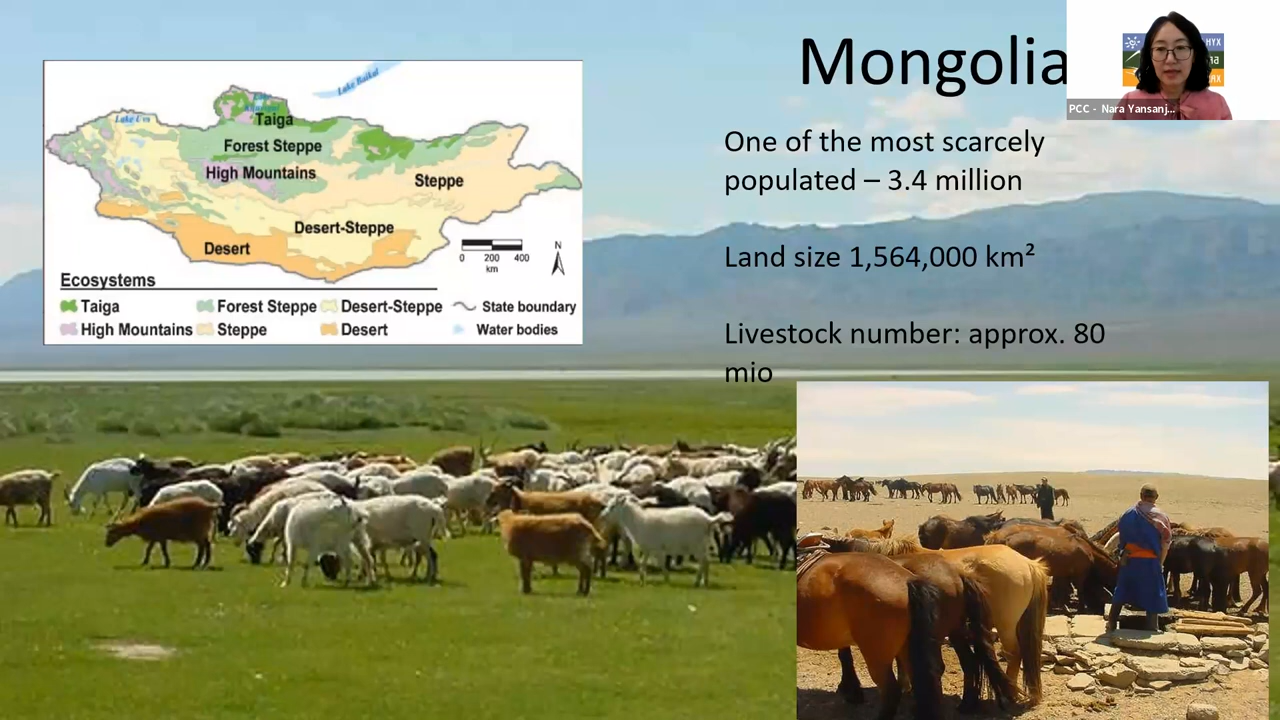 Mongolia
PCC - Nara Yansanj...
One of the most scarcely
populated – 3.4 million
Land size 1,564,000 km²
Livestock number: approx. 80
mio
Lake Baikal
Taiga
Forest Steppe
High Mountains
Steppe
Desert-Steppe
Desert
0 200 400
km
N
Ecosystems
Taiga
Forest Steppe
Desert-Steppe
State boundary
High Mountains
Steppe
Desert
Water bodies